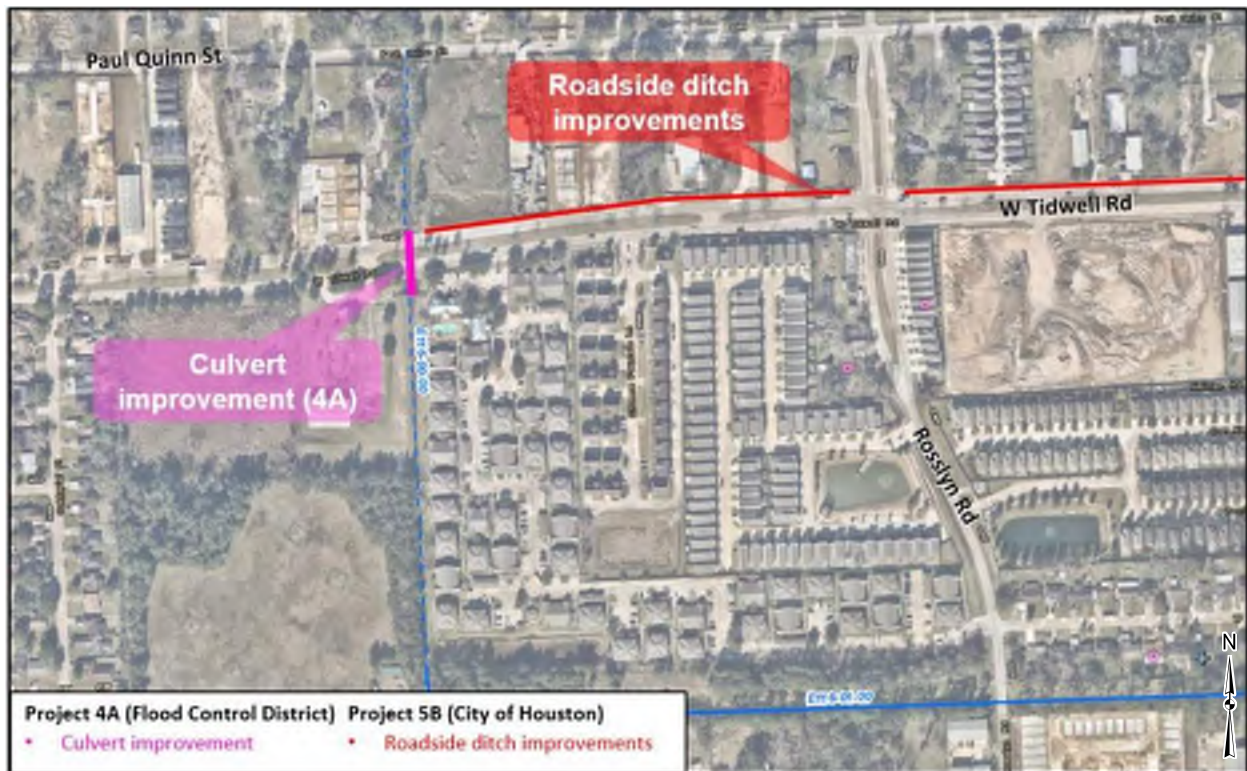 Paul Quinn St
Roadside ditch
improvements
W Tidwell Rd
Culvert
improvement (4A)
Rosslyn Rd
N
Project 4A (Flood Control District)
• Culvert improvement
Project 5B (City of Houston)
• Roadside ditch improvements